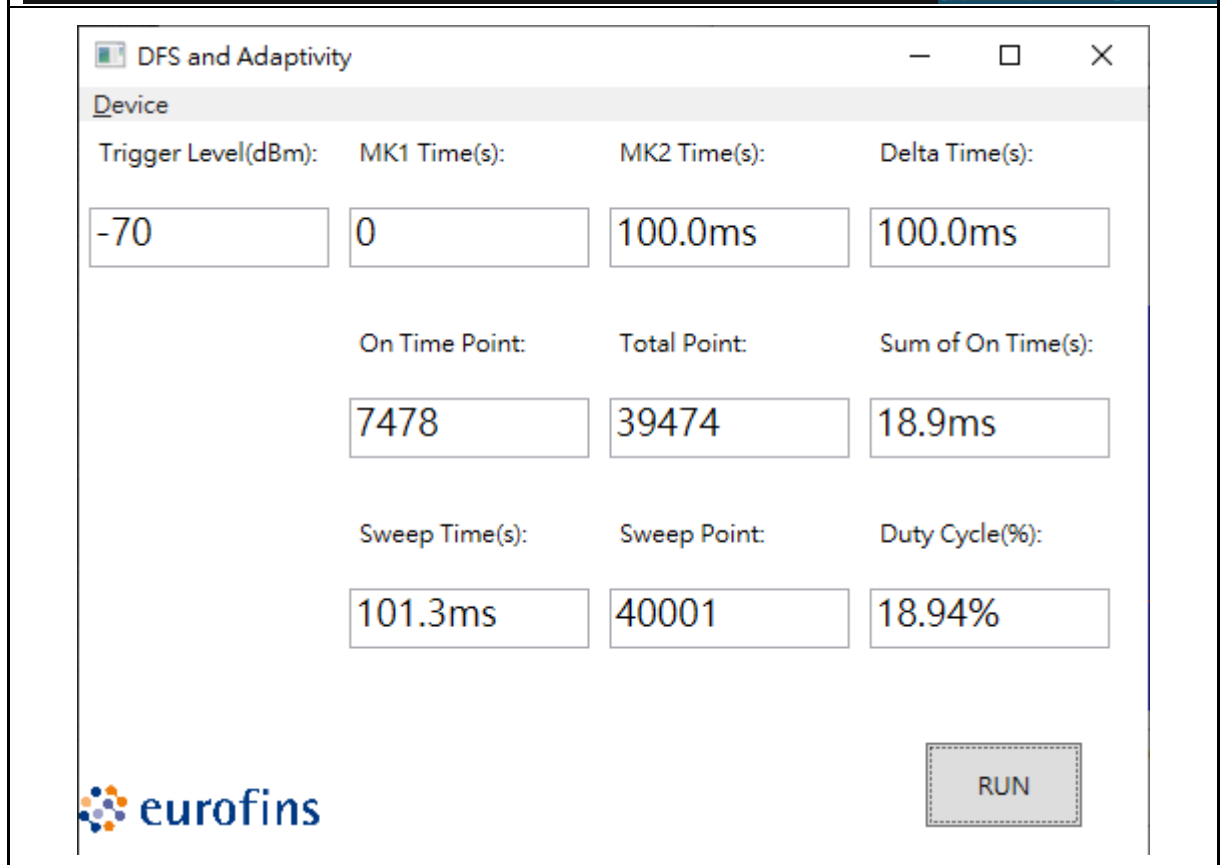 DFS and Adaptivity
Device
Trigger Level(dBm): MK1 Time(s): MK2 Time(s): Delta Time(s):
-70 0 100.0ms 100.0ms
On Time Point: Total Point: Sum of On Time(s):
7478 39474 18.9ms
Sweep Time(s): Sweep Point: Duty Cycle(%):
101.3ms 40001 18.94%
RUN
eurofins